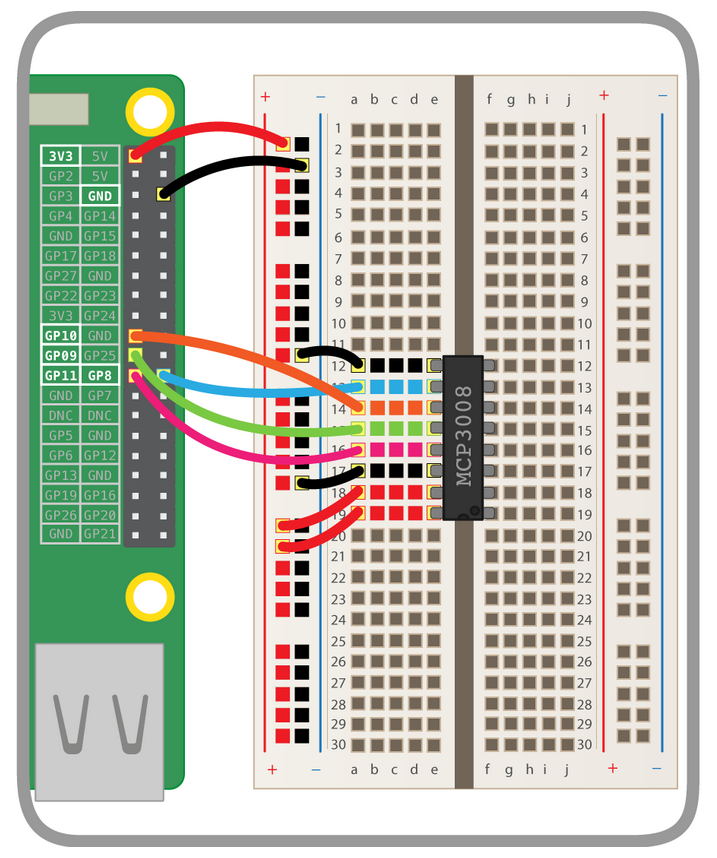 3V3 5V
GP2 5V
GP3 GND
GP4 GP14
GND GP15
GP17 GP18
GP27 GND
GP22 GP23
3V3 GP24
GP10 GND
GP09 GP25
GP11 GP8
GND GP7
DNC DNC
GP5 GND
GP6 GP12
GP13 GND
GP19 GP16
GP26 GP20
GND GP21
+ − a b c d e f g h i j + −
1 1
2 2
3 3
4 4
5 5
6 6
7 7
8 8
9 9
10 10
11 11
12 12
13 13
14 14
15 15
16 16
17 17
18 18
19 19
20 20
21 21
22 22
23 23
24 24
25 25
26 26
27 27
28 28
29 29
30 30
+ − a b c d e f g h i j + −
MCP3008